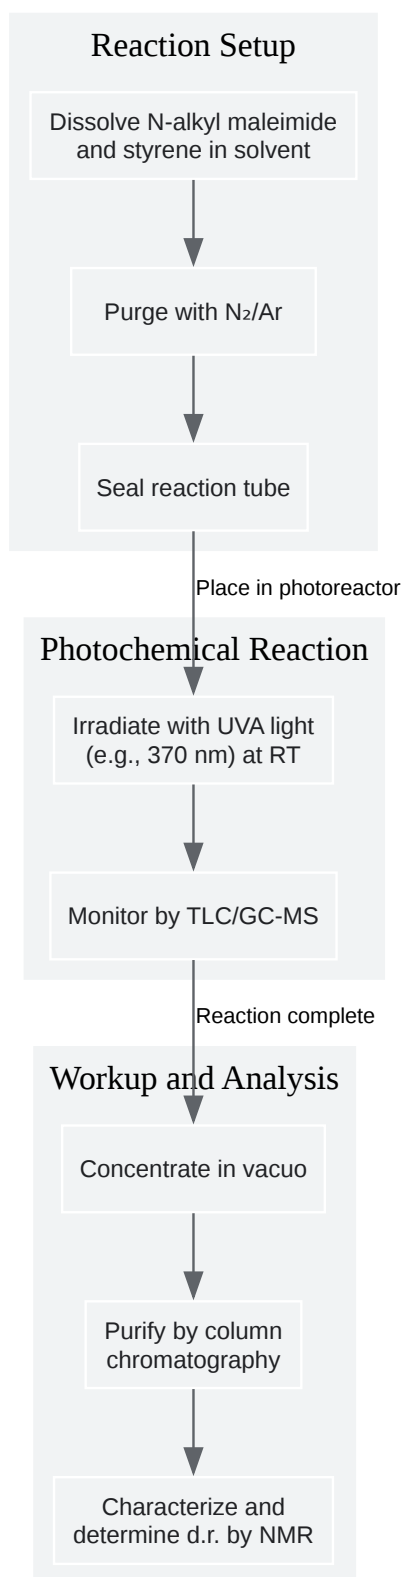 Reaction Setup
Dissolve N-alkyl maleimide
and styrene in solvent
Purge with N₂/Ar
Seal reaction tube
Place in photoreactor
Photochemical Reaction
Irradiate with UVA light
(e.g., 370 nm) at RT
Monitor by TLC/GC-MS
Reaction complete
Workup and Analysis
Concentrate in vacuo
Purify by column
chromatography
Characterize and
determine d.r. by NMR